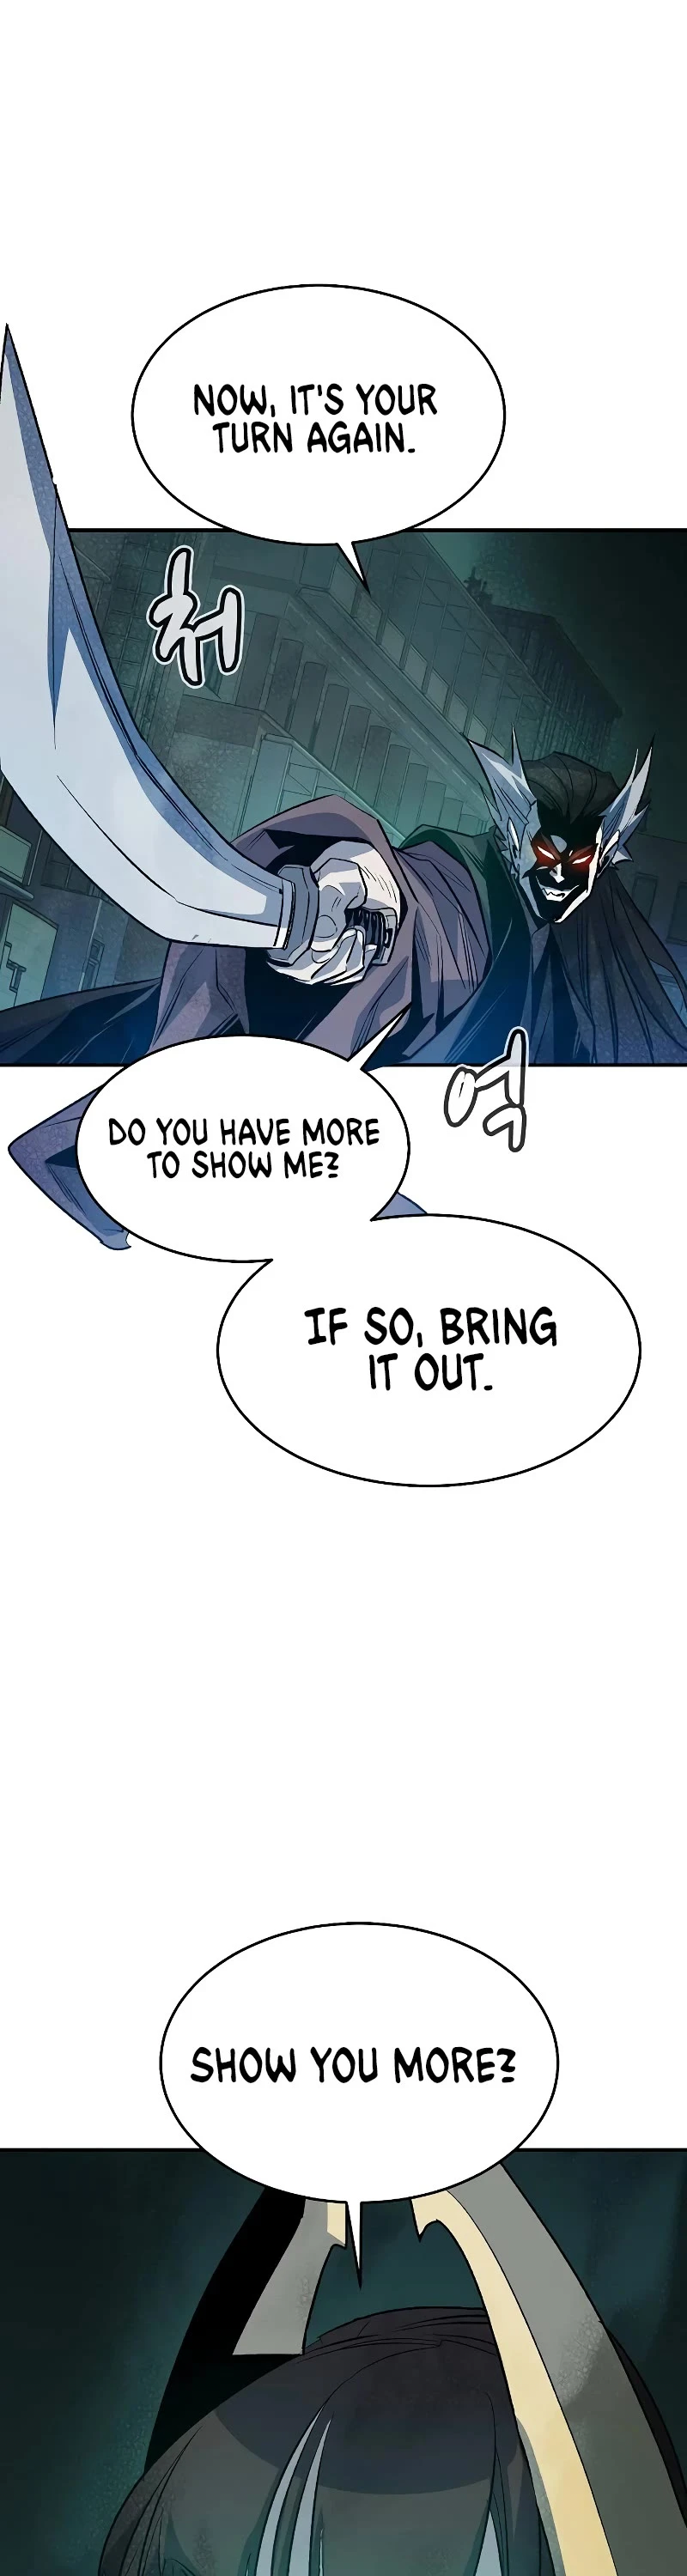 NOW, IT'S YOUR
TURN AGAIN.
처
억
DO YOU HAVE MORE
TO SHOW ME?
IF SO, BRING
IT OUT.
SHOW YOU MORE?